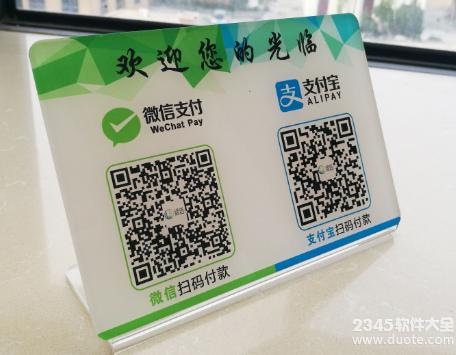 欢迎您的光临
微信支付
WeChat Pay
支付宝
ALIPAY
微信扫码付款
支付宝扫码付款
2345软件大全
www.duote.com